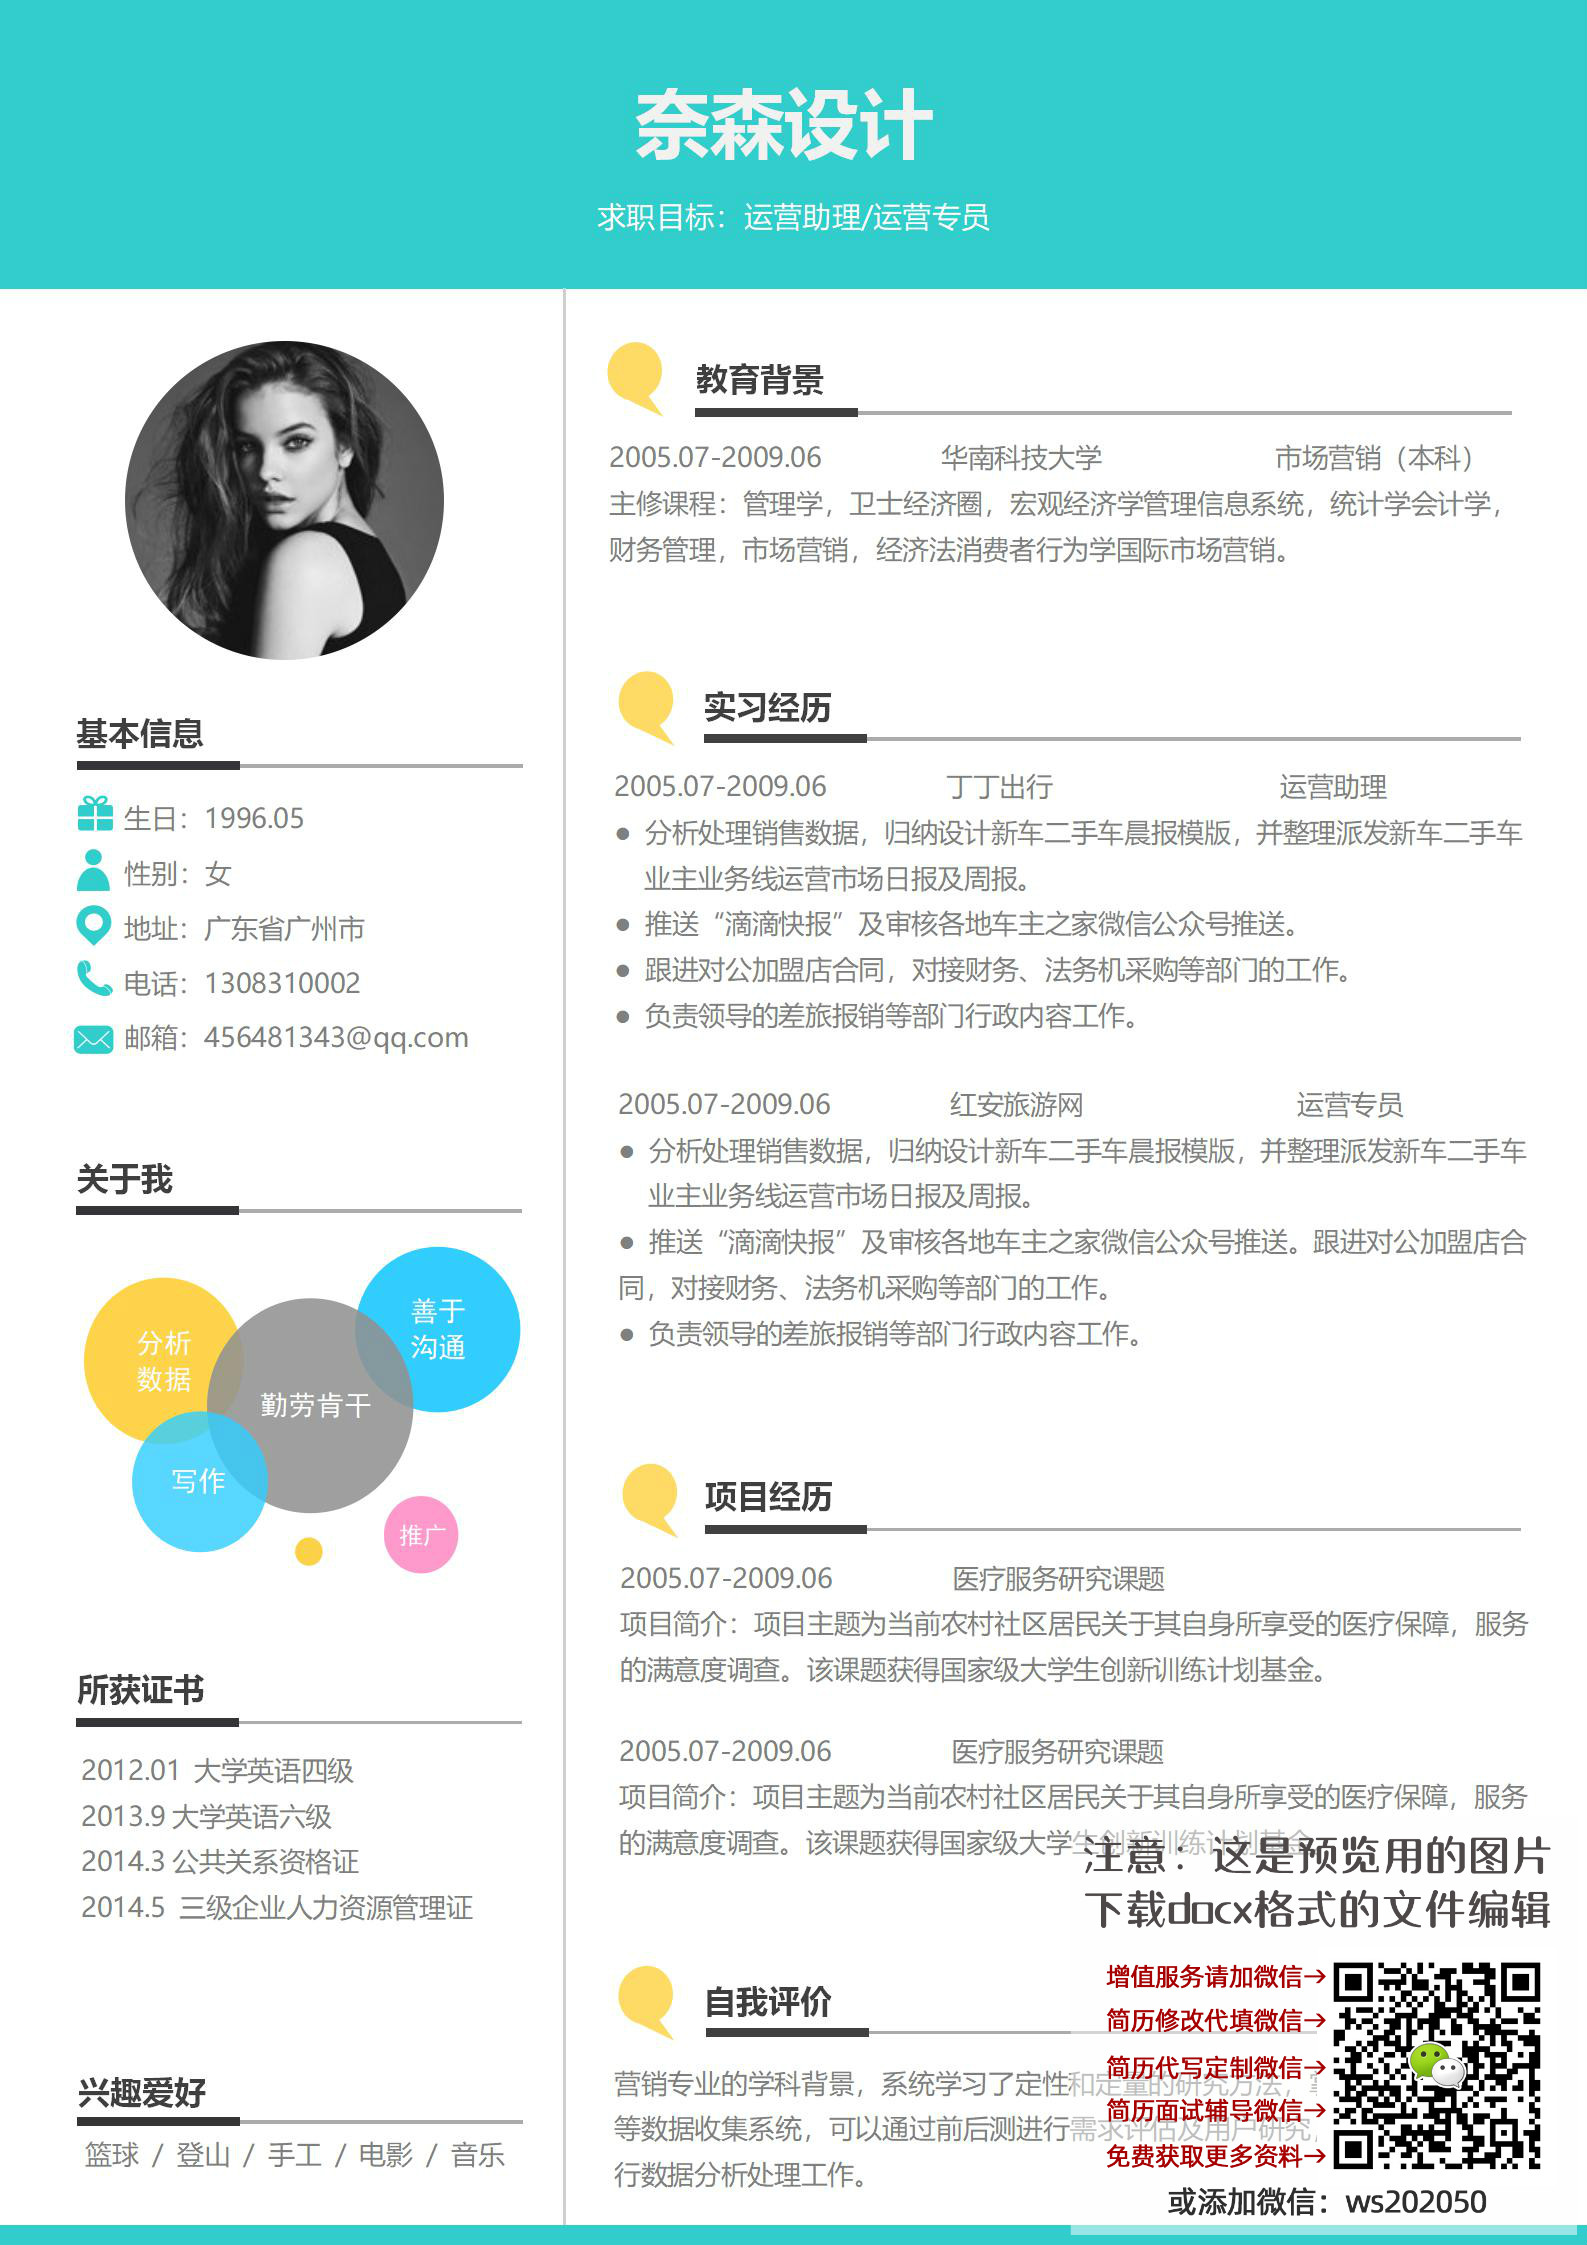 奈森设计
求职目标：运营助理/运营专员
基本信息
生日：1996.05
性别：女
地址：广东省广州市
电话：1308310002
邮箱：456481343@qq.com
关于我
分析
数据
善于
沟通
勤劳肯干
写作
推广
所获证书
2012.01 大学英语四级
2013.9 大学英语六级
2014.3 公共关系资格证
2014.5 三级企业人力资源管理证
兴趣爱好
篮球 / 登山 / 手工 / 电影 / 音乐
教育背景
2005.07-2009.06 华南科技大学 市场营销（本科）
主修课程：管理学，卫士经济圈，宏观经济学管理信息系统，统计学会计学，
财务管理，市场营销，经济法消费者行为学国际市场营销。
实习经历
2005.07-2009.06 丁丁出行 运营助理
● 分析处理销售数据，归纳设计新车二手车晨报模版，并整理派发新车二手车
业主业务线运营市场日报及周报。
● 推送“滴滴快报”及审核各地车主之家微信公众号推送。
● 跟进对公加盟店合同，对接财务、法务机采购等部门的工作。
● 负责领导的差旅报销等部门行政内容工作。
2005.07-2009.06 红安旅游网 运营专员
● 分析处理销售数据，归纳设计新车二手车晨报模版，并整理派发新车二手车
业主业务线运营市场日报及周报。
● 推送“滴滴快报”及审核各地车主之家微信公众号推送。跟进对公加盟店合
同，对接财务、法务机采购等部门的工作。
● 负责领导的差旅报销等部门行政内容工作。
项目经历
2005.07-2009.06 医疗服务研究课题
项目简介：项目主题为当前农村社区居民关于其自身所享受的医疗保障，服务
的满意度调查。该课题获得国家级大学生创新训练计划基金。
2005.07-2009.06 医疗服务研究课题
项目简介：项目主题为当前农村社区居民关于其自身所享受的医疗保障，服务
的满意度调查。该课题获得国家级大学生创新训练计划基金
自我评价
营销专业的学科背景，系统学习了定性和定量的研究方法，
等数据收集系统，可以通过前后测进行需求评估及用户研究，
行数据分析处理工作。
注意：这是预览用的图片
下载docx格式的文件编辑
增值服务请加微信→
简历修改代填微信→
简历代写定制微信→
简历面试辅导微信→
免费获取更多资料→
或添加微信：ws202050